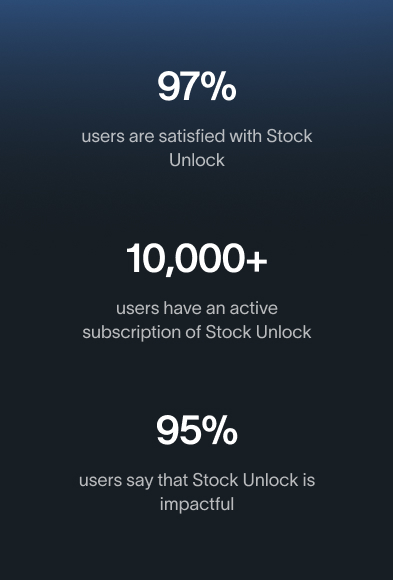 97%
users are satisfied with Stock
Unlock
10,000+
users have an active
subscription of Stock Unlock
95%
users say that Stock Unlock is
impactful